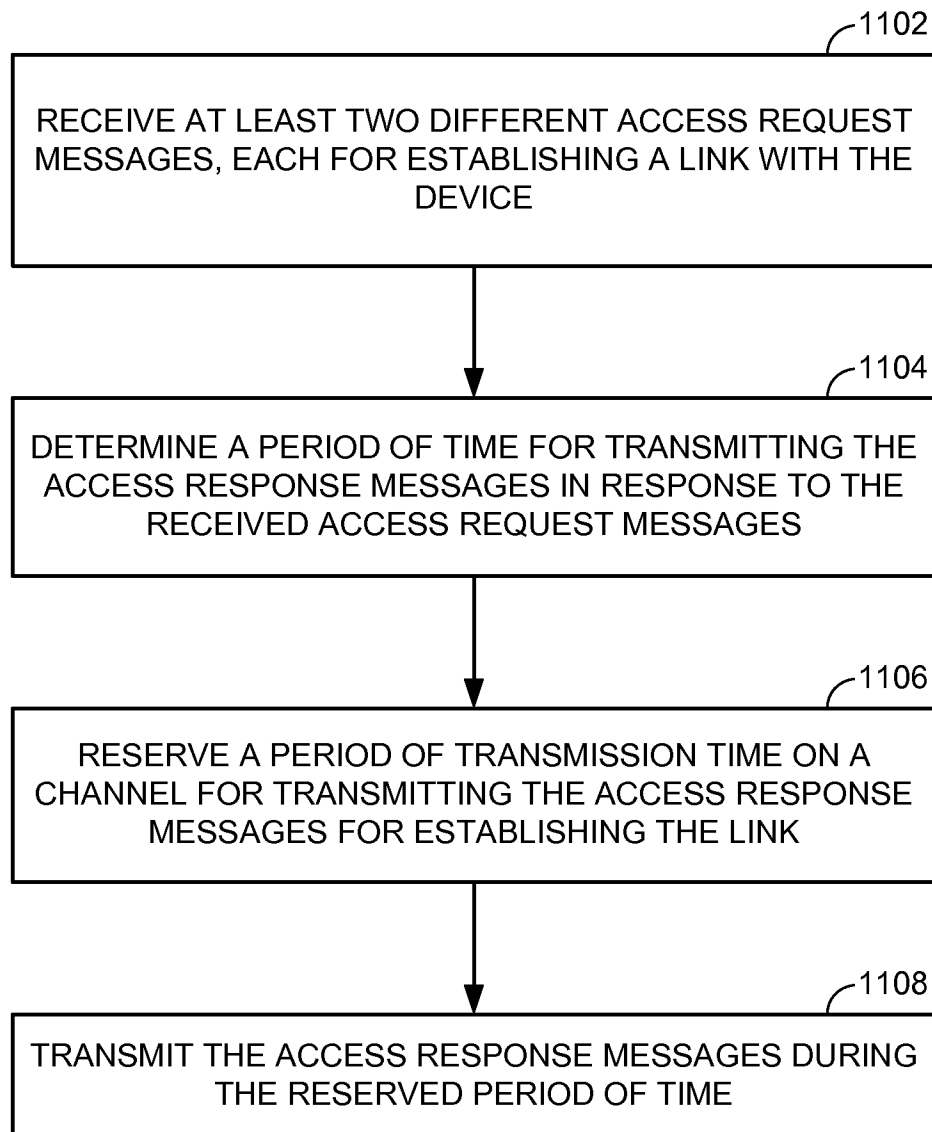 1102
RECEIVE AT LEAST TWO DIFFERENT ACCESS REQUEST
MESSAGES, EACH FOR ESTABLISHING A LINK WITH THE
DEVICE
1104
DETERMINE A PERIOD OF TIME FOR TRANSMITTING THE
ACCESS RESPONSE MESSAGES IN RESPONSE TO THE
RECEIVED ACCESS REQUEST MESSAGES
1106
RESERVE A PERIOD OF TRANSMISSION TIME ON A
CHANNEL FOR TRANSMITTING THE ACCESS RESPONSE
MESSAGES FOR ESTABLISHING THE LINK
1108
TRANSMIT THE ACCESS RESPONSE MESSAGES DURING
THE RESERVED PERIOD OF TIME